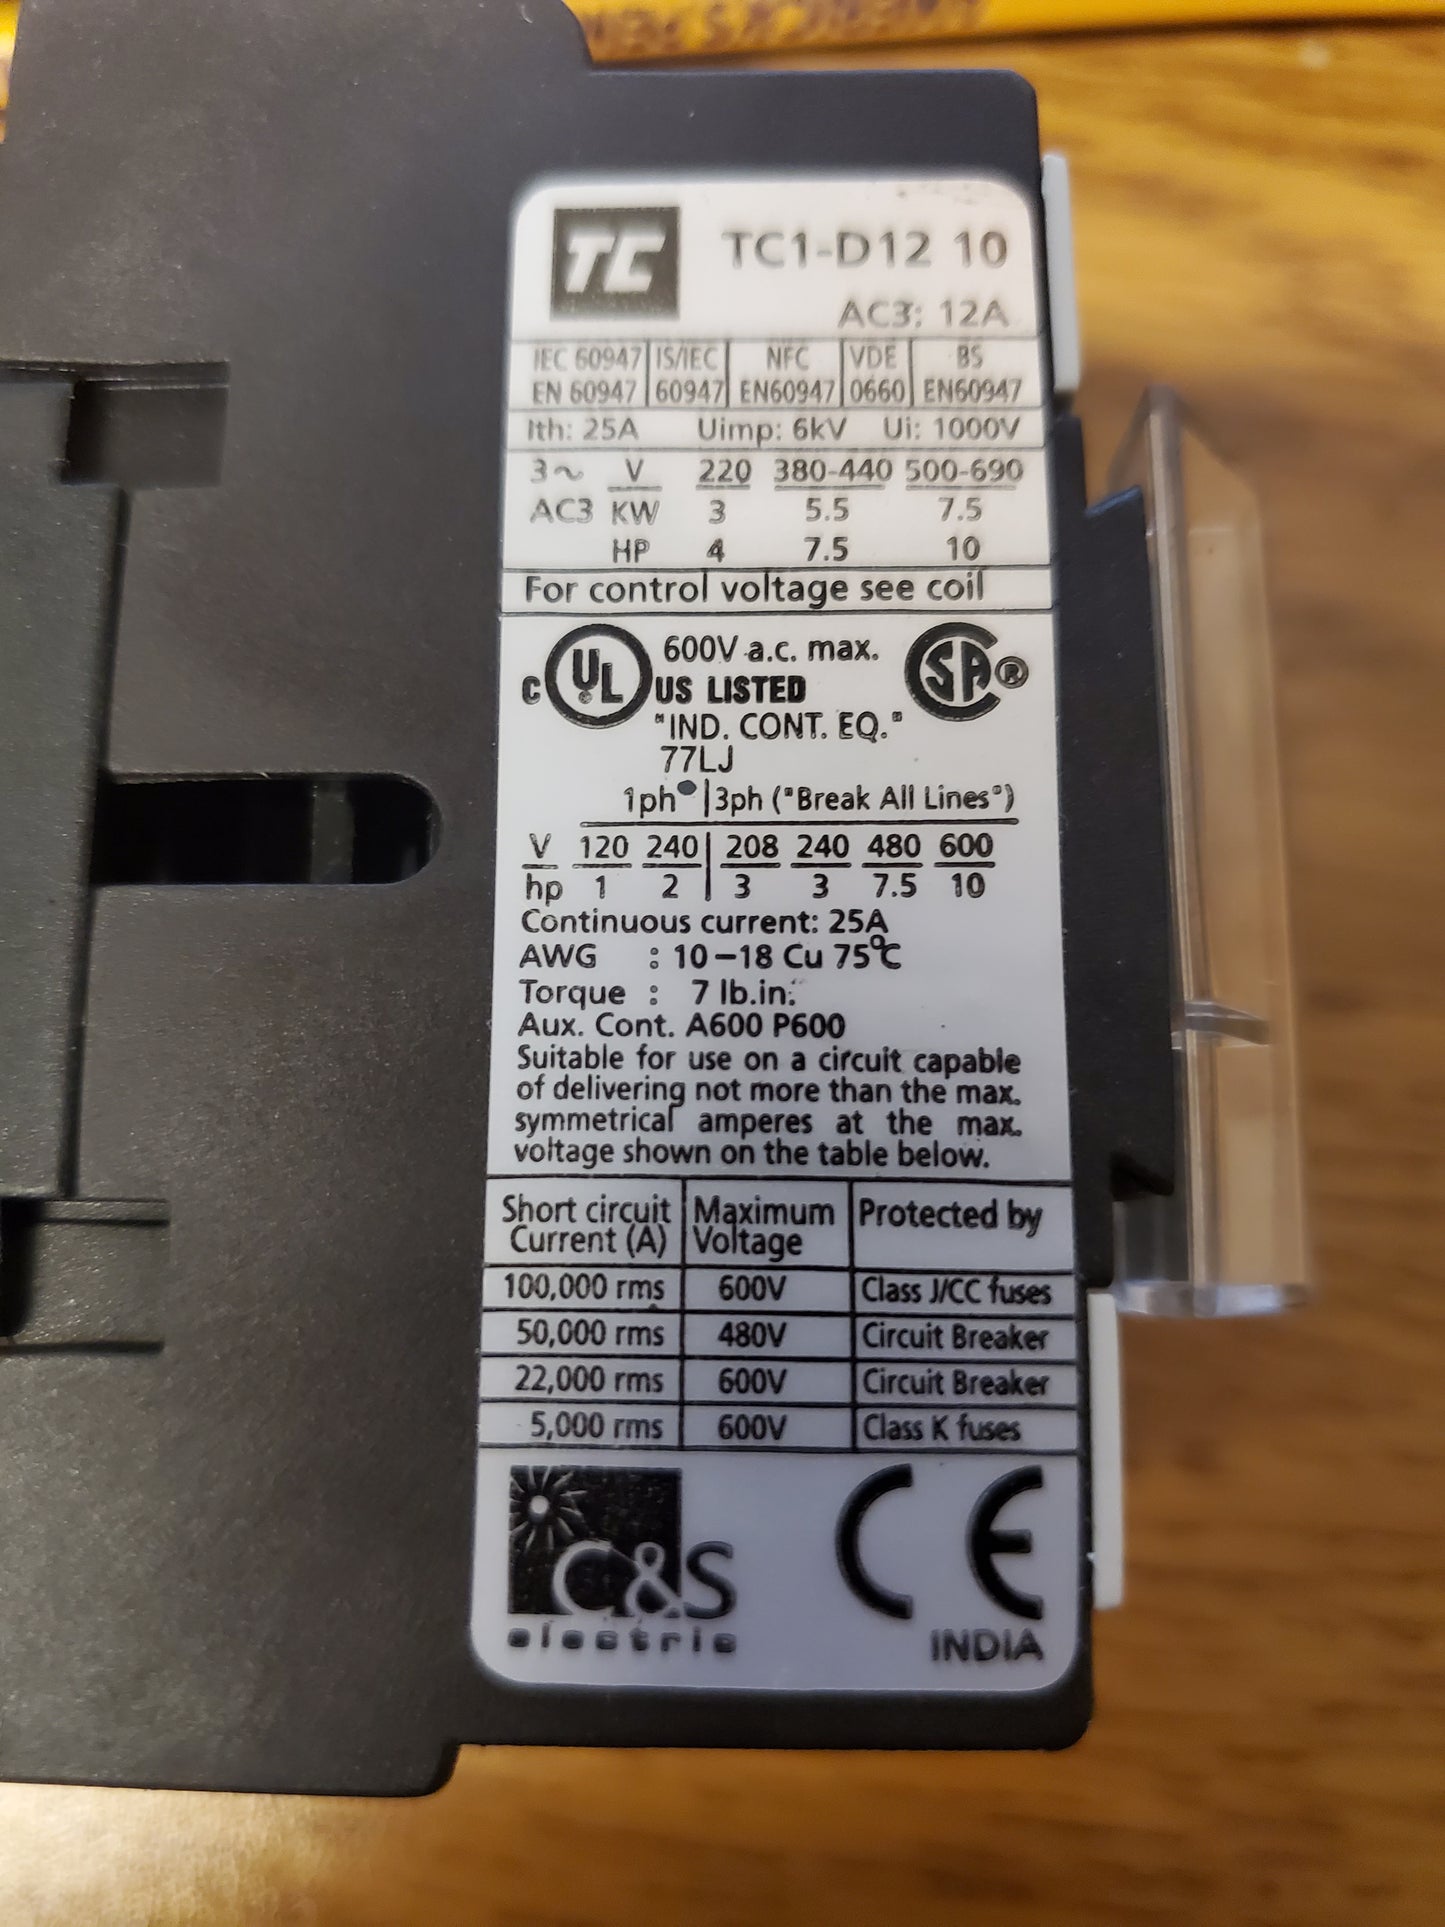 TC TC1-D12 10
AC3: 12A
IEC 60947 IS/IEC NFC VDE BS
EN 60947 60947 EN60947 0660 EN60947
Ith: 25A Uimp: 6kV Ui: 1000V
3~ V 220 380-440 500-690
AC3 KW 3 5.5 7.5
HP 4 7.5 10
For control voltage see coil
600V a.c. max.
C UL US LISTED SA ®
"IND. CONT. EQ."
77LJ
1ph 3ph ("Break All Lines")
V 120 240 208 240 480 600
hp 1 2 3 3 7.5 10
Continuous current: 25A
AWG : 10-18 Cu 75°C
Torque : 7 lb.in.
Aux. Cont. A600 P600
Suitable for use on a circuit capable
of delivering not more than the max.
symmetrical amperes at the max.
voltage shown on the table below.
Short circuit Maximum Protected by
Current (A) Voltage
100,000 rms 600V Class J/CC fuses
50,000 rms 480V Circuit Breaker
22,000 rms 600V Circuit Breaker
5,000 rms 600V Class K fuses
C&S CE
electric INDIA